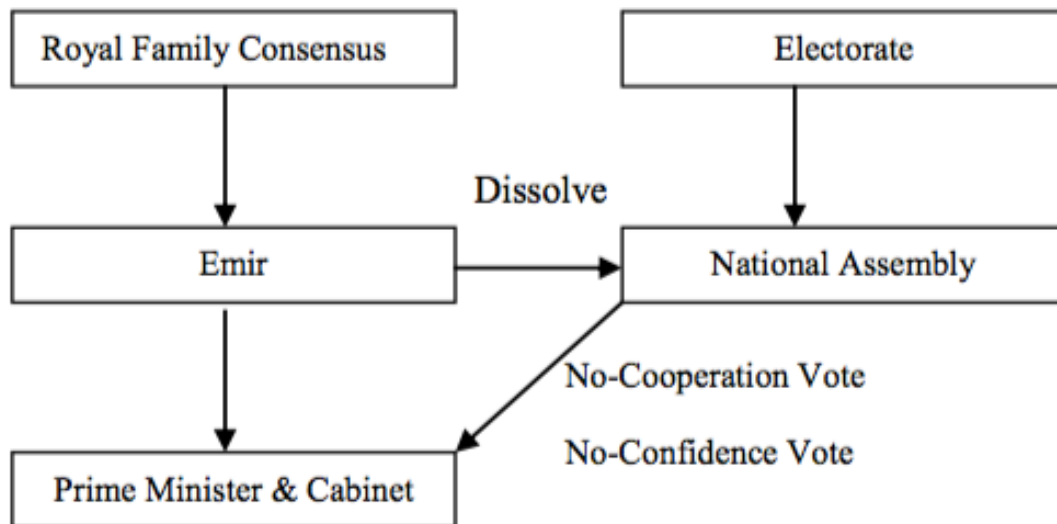 Royal Family Consensus
Electorate
Dissolve
Emir
National Assembly
No-Cooperation Vote
No-Confidence Vote
Prime Minister & Cabinet